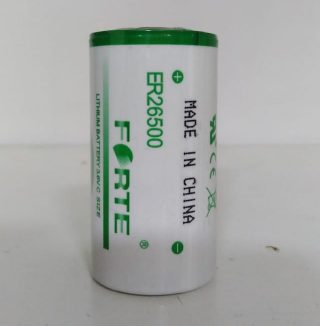 MADE IN CHINA
ER26500
FORTE®
LITHIUM BATTERY 3.6V-C SIZE